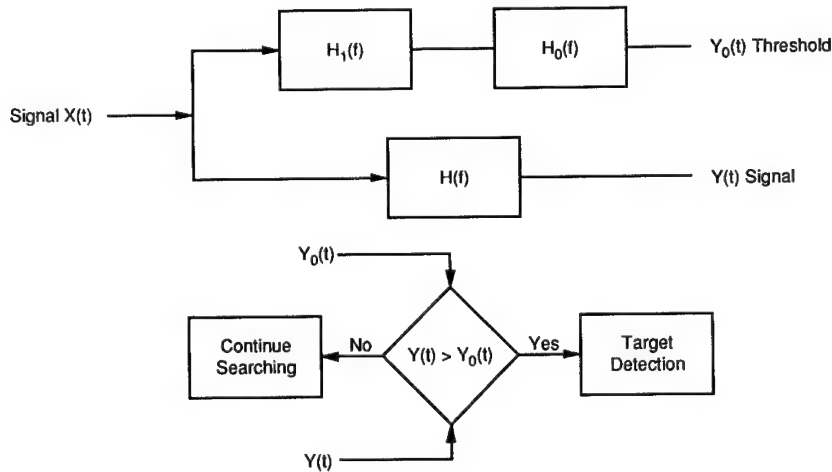 H₁(f)
H₀(f)
Y₀(t) Threshold
Signal X(t)
H(f)
Y(t) Signal
Y₀(t)
Continue
Searching
No
Y(t) > Y₀(t)
Yes
Target
Detection
Y(t)